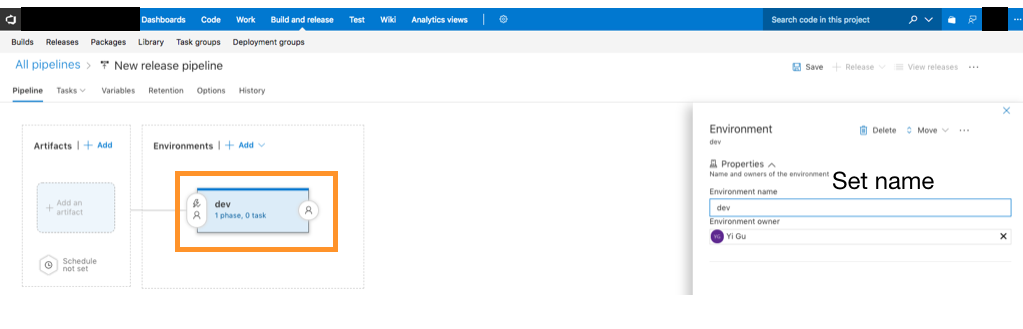 Dashboards Code Work Build and release Test Wiki Analytics views Search code in this project
Builds Releases Packages Library Task groups Deployment groups
All pipelines > New release pipeline
Save + Release View releases ...
Pipeline Tasks Variables Retention Options History
Environment
dev
Delete Move ...
Artifacts | + Add
Environments | + Add
+ Add an
artifact
dev
1 phase, 0 task
Schedule
not set
Properties
Name and owners of the environment
Set name
Environment name
dev
Environment owner
YG Yi Gu